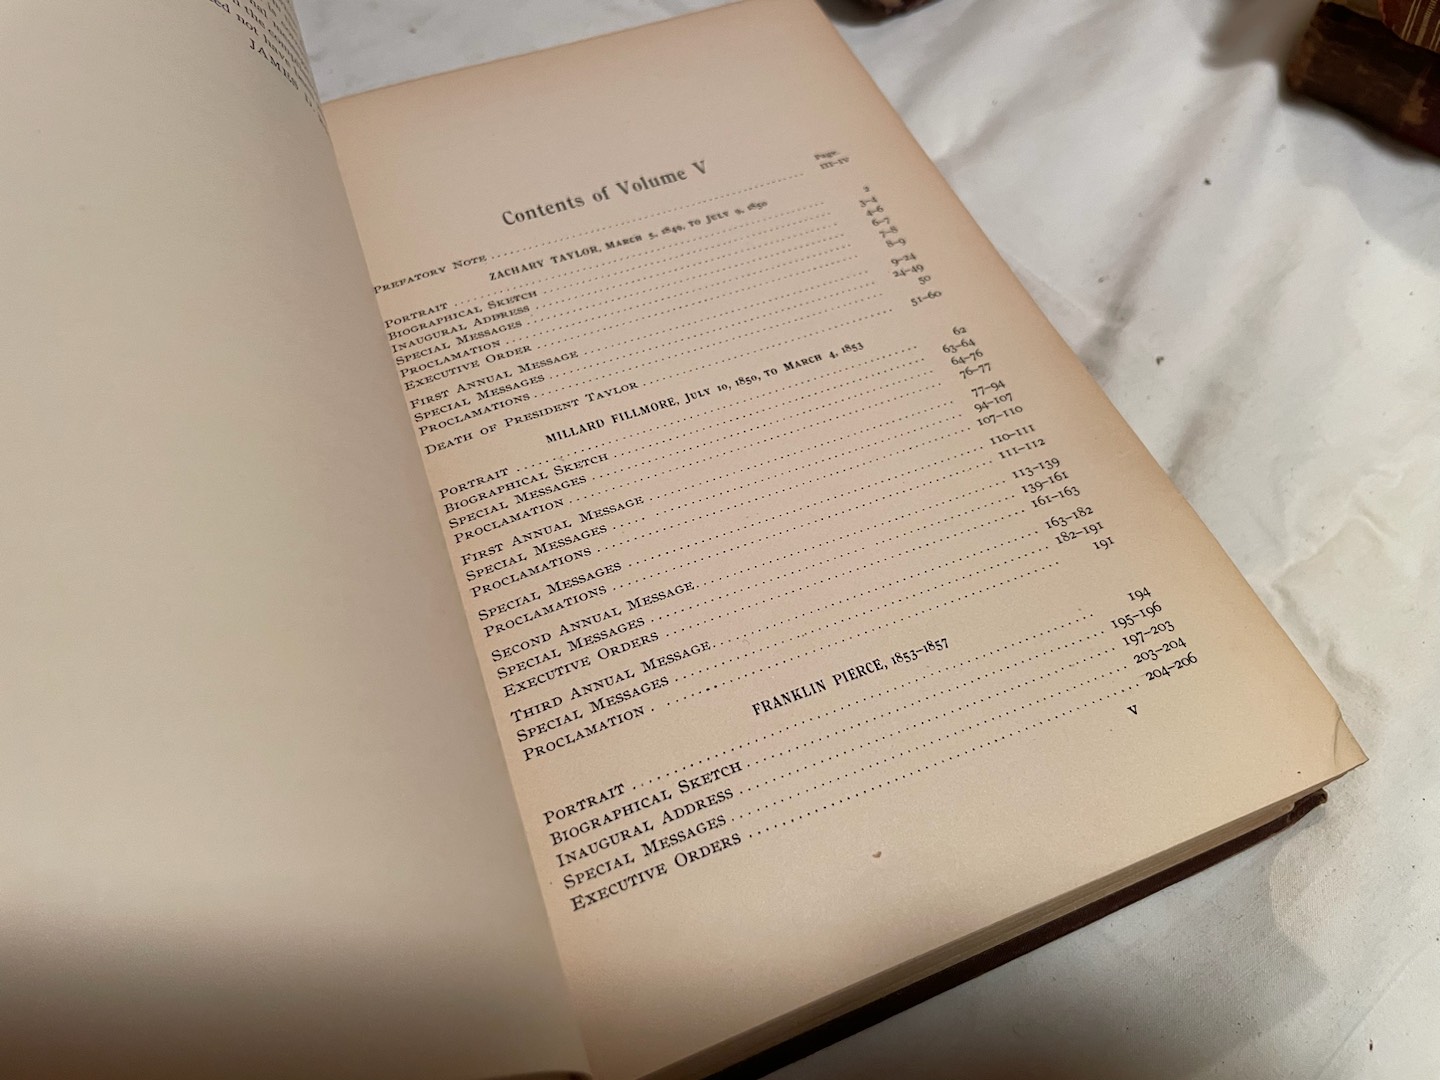 JAMES D.
Contents of Volume V
Page.
PREFATORY NOTE III–IV
ZACHARY TAYLOR, MARCH 5, 1849, TO JULY 9, 1850
PORTRAIT 2
BIOGRAPHICAL SKETCH 3–4
INAUGURAL ADDRESS 4–6
SPECIAL MESSAGES 6–7
PROCLAMATION 7–8
EXECUTIVE ORDER 8–9
FIRST ANNUAL MESSAGE 9–24
SPECIAL MESSAGES 24–49
PROCLAMATIONS 50
DEATH OF PRESIDENT TAYLOR 51–60
MILLARD FILLMORE, JULY 10, 1850, TO MARCH 4, 1853
PORTRAIT 62
BIOGRAPHICAL SKETCH 63–64
SPECIAL MESSAGES 64–76
PROCLAMATION 76–77
FIRST ANNUAL MESSAGE 77–94
SPECIAL MESSAGES 94–107
PROCLAMATIONS 107–110
SPECIAL MESSAGES 110–111
PROCLAMATIONS 111–112
SECOND ANNUAL MESSAGE 113–139
SPECIAL MESSAGES 139–161
EXECUTIVE ORDERS 161–163
THIRD ANNUAL MESSAGE 163–182
SPECIAL MESSAGES 182–191
PROCLAMATION 191
FRANKLIN PIERCE, 1853–1857
PORTRAIT 194
BIOGRAPHICAL SKETCH 195–196
INAUGURAL ADDRESS 197–203
SPECIAL MESSAGES 203–204
EXECUTIVE ORDERS 204–206
V